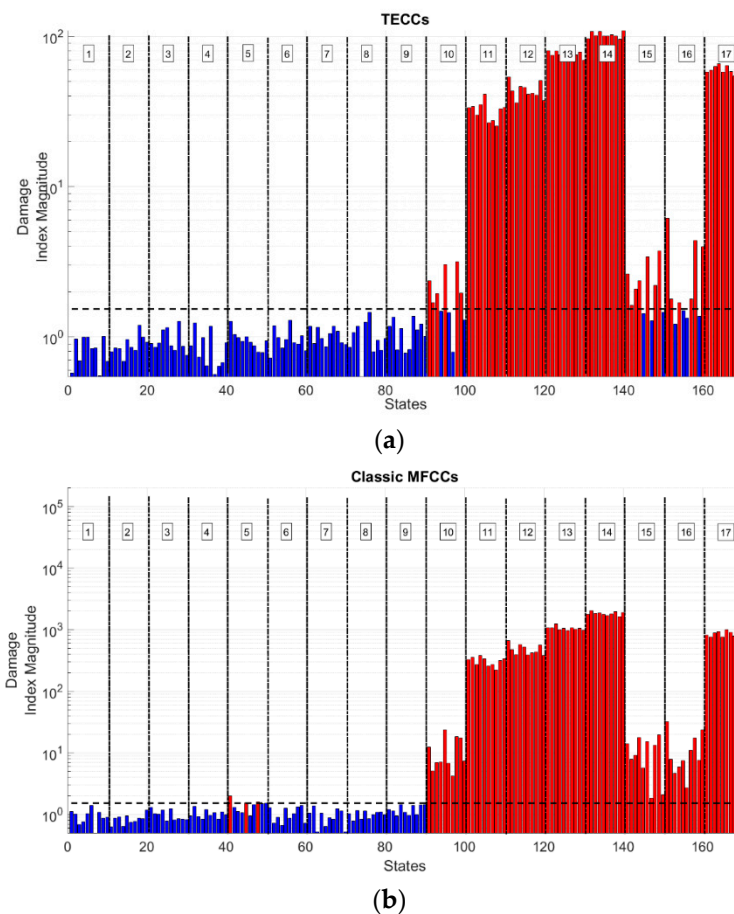 TECCs
10²
1 2 3 4 5 6 7 8 9 10 11 12 13 14 15 16 17
10¹
Damage
Index Magnitude
10⁰
0 20 40 60 80 100 120 140 160
States
(a)
Classic MFCCs
10⁵
1 2 3 4 5 6 7 8 9 10 11 12 13 14 15 16 17
10⁴
10³
Damage
Index Magnitude
10²
10¹
10⁰
0 20 40 60 80 100 120 140 160
States
(b)